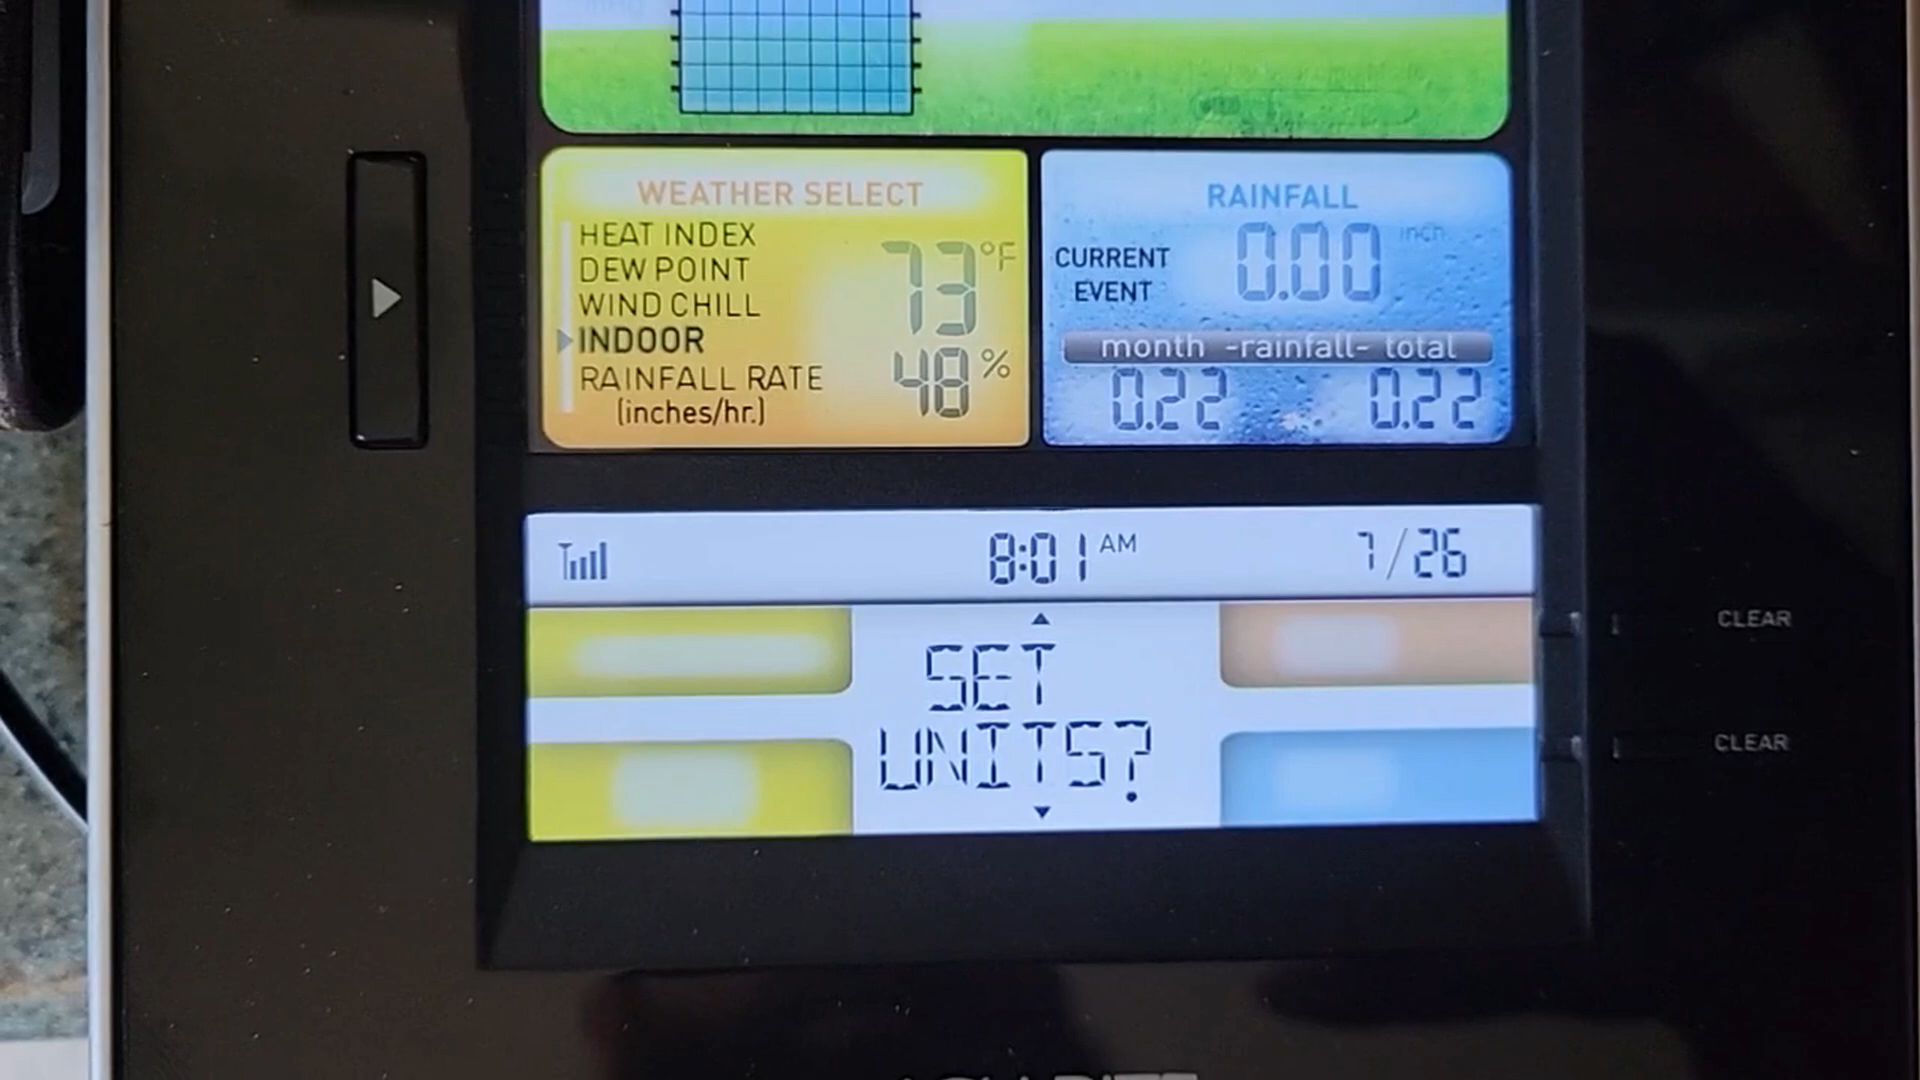 WEATHER SELECT
HEAT INDEX
DEW POINT
WIND CHILL
INDOOR
RAINFALL RATE
(inches/hr.)
73°F
48%
RAINFALL
CURRENT
EVENT
0.00 inch
month -rainfall- total
0.22 0.22
8:01 AM 7/26
SET
UNITS?
CLEAR
CLEAR